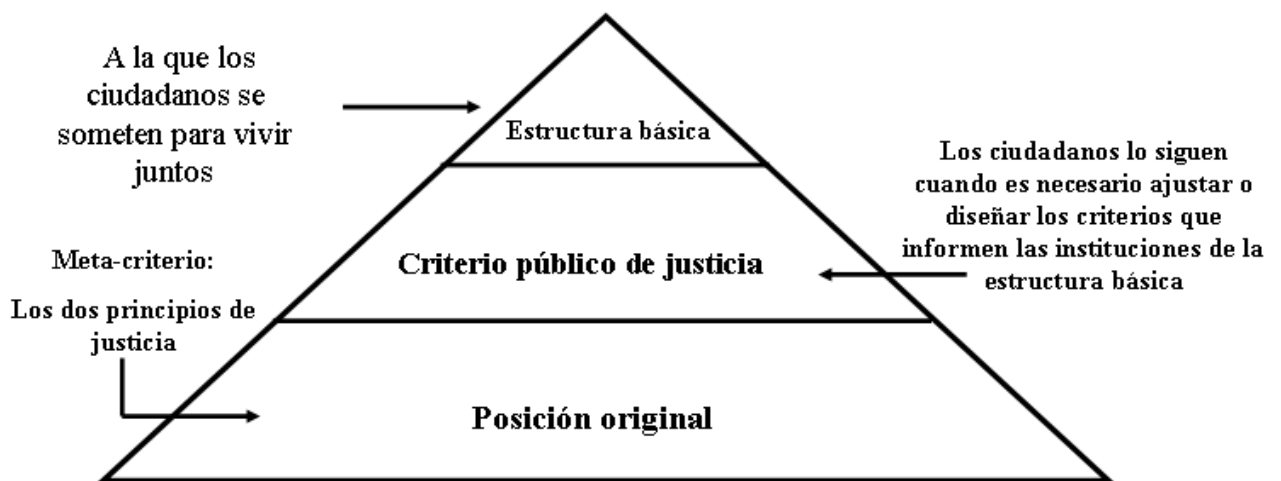 A la que los
ciudadanos se
someten para vivir
juntos
Estructura básica
Los ciudadanos lo siguen
cuando es necesario ajustar o
diseñar los criterios que
informen las instituciones de la
estructura básica
Criterio público de justicia
Meta-criterio:
Los dos principios de
justicia
Posición original